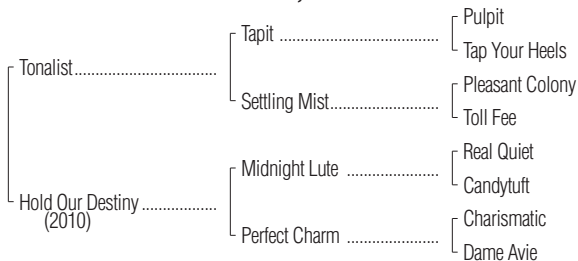 Pulpit
Tapit ........................................
Tap Your Heels
Tonalist....................................
Pleasant Colony
Settling Mist...........................
Toll Fee
Real Quiet
Midnight Lute .......................
Candytuft
Hold Our Destiny ...................
(2010)
Charismatic
Perfect Charm .......................
Dame Avie